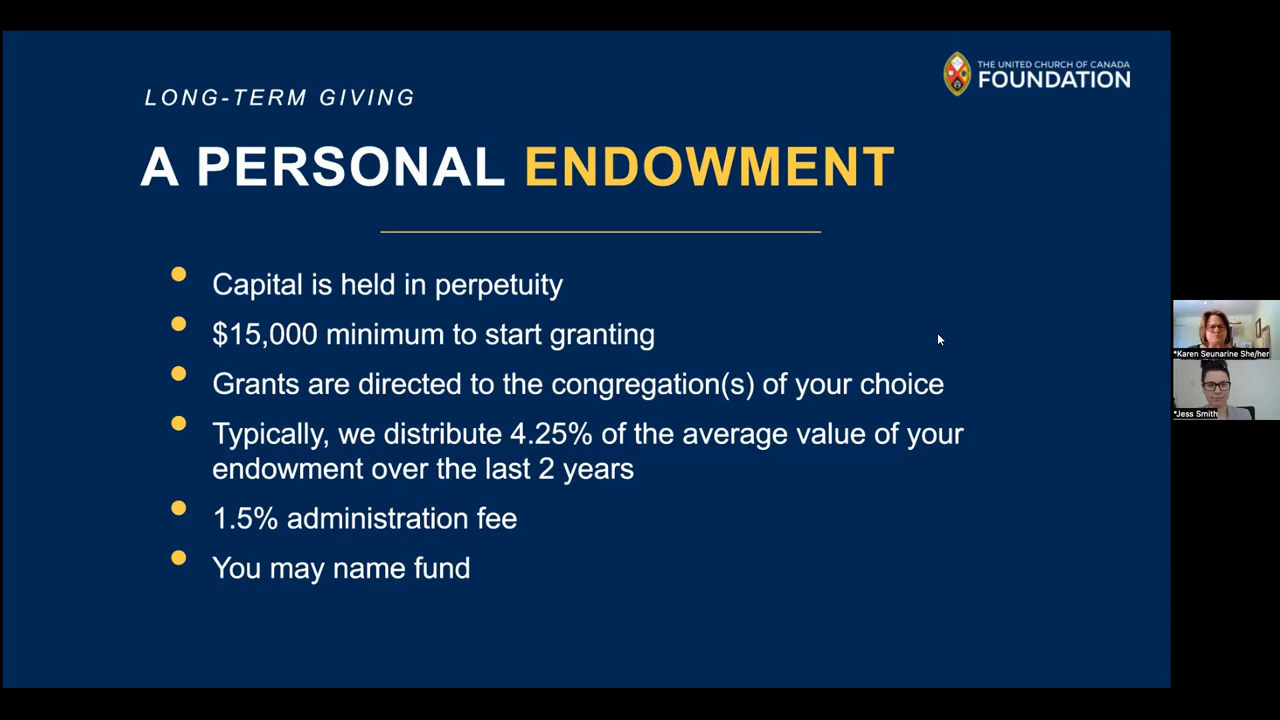 THE UNITED CHURCH OF CANADA
FOUNDATION
LONG-TERM GIVING
A PERSONAL ENDOWMENT
Capital is held in perpetuity
$15,000 minimum to start granting
Grants are directed to the congregation(s) of your choice
Typically, we distribute 4.25% of the average value of your
endowment over the last 2 years
1.5% administration fee
You may name fund
*Karen Seunarine She/her
*Jess Smith